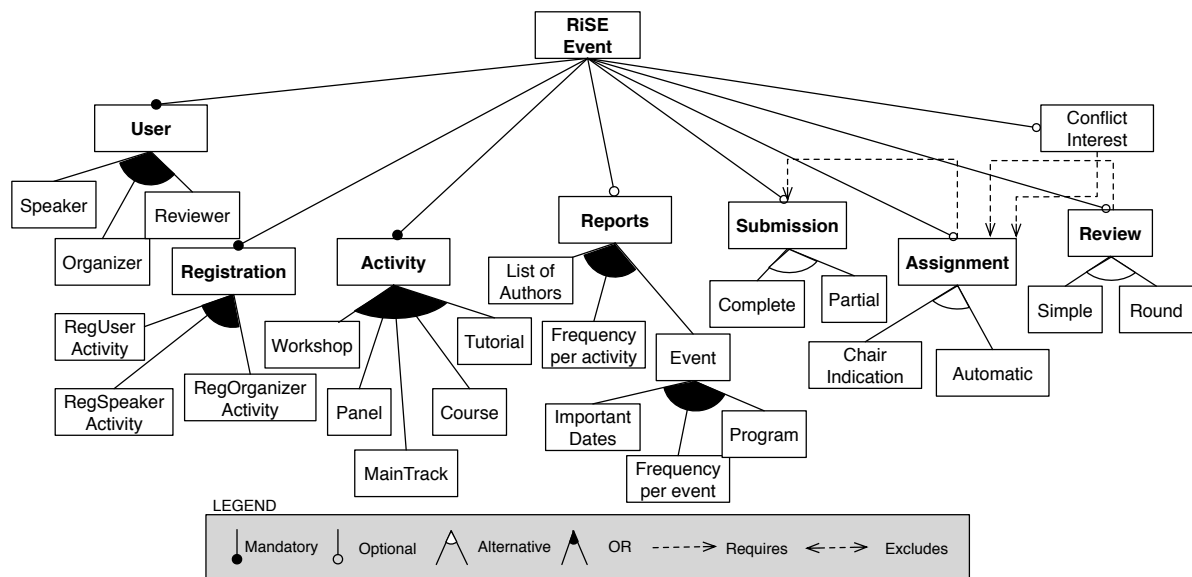 RiSE
Event
User
Conflict
Interest
Speaker
Reviewer
Organizer
Registration
Activity
Reports
Submission
Assignment
Review
List of
Authors
RegUser
Activity
Workshop
Tutorial
Frequency
per activity
Complete
Partial
Simple
Round
RegSpeaker
Activity
RegOrganizer
Activity
Panel
Course
Event
Chair
Indication
Automatic
MainTrack
Important
Dates
Program
Frequency
per event
LEGEND
Mandatory
Optional
Alternative
OR
Requires
Excludes